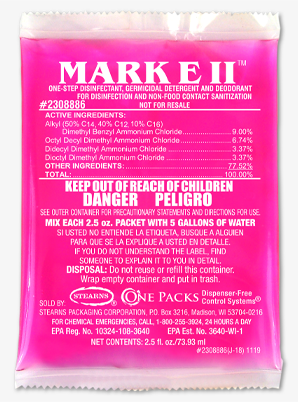 MARK E II™
ONE-STEP DISINFECTANT, GERMICIDAL DETERGENT AND DEODORANT
FOR DISINFECTION AND NON-FOOD CONTACT SANITIZATION
#2308886 NOT FOR RESALE
ACTIVE INGREDIENTS:
Alkyl (50% C14, 40% C12, 10% C16)
Dimethyl Benzyl Ammonium Chloride 9.00%
Octyl Decyl Dimethyl Ammonium Chloride 6.74%
Didecyl Dimethyl Ammonium Chloride 3.37%
Dioctyl Dimethyl Ammonium Chloride 3.37%
OTHER INGREDIENTS: 77.52%
TOTAL: 100.00%
KEEP OUT OF REACH OF CHILDREN
DANGER PELIGRO
SEE OUTER CONTAINER FOR PRECAUTIONARY STATEMENTS AND DIRECTIONS FOR USE.
MIX EACH 2.5 oz. PACKET WITH 5 GALLONS OF WATER
SI USTED NO ENTIENDE LA ETIQUETA, BUSQUE A ALGUIEN
PARA QUE SE LA EXPLIQUE A USTED EN DETALLE.
IF YOU DO NOT UNDERSTAND THE LABEL, FIND
SOMEONE TO EXPLAIN IT TO YOU IN DETAIL.
DISPOSAL: Do not reuse or refill this container.
Wrap empty container and put in trash.
SOLD BY: STEARNS ONE PACKS Dispenser-Free
Control Systems®
STEARNS PACKAGING CORPORATION, P.O. Box 3216, Madison, WI 53704-0216
FOR CHEMICAL EMERGENCIES, CALL, 1-800-255-3924, 24 HOURS A DAY
EPA Reg. No. 10324-108-3640 EPA Est. No. 3640-WI-1
NET CONTENTS: 2.5 fl. oz./73.93 ml
#2308886(J-18) 1119